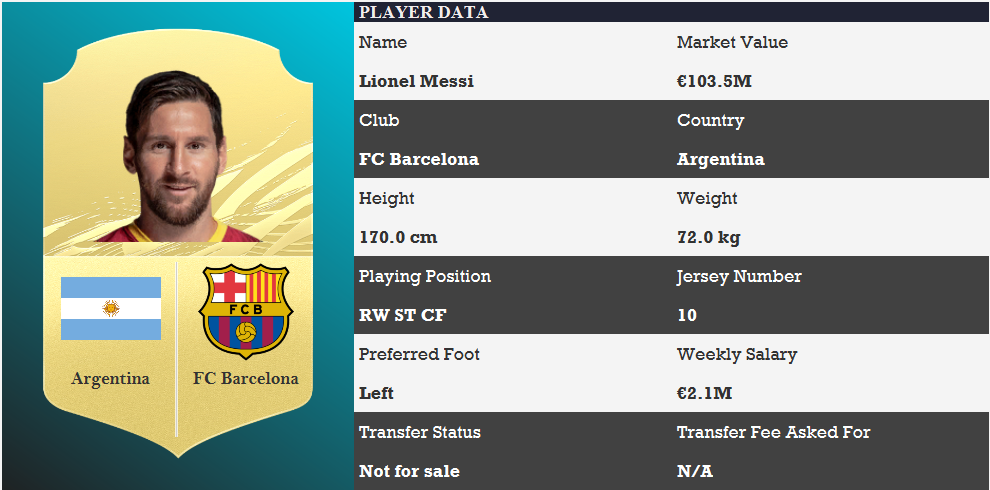 PLAYER DATA
Name Market Value
Lionel Messi €103.5M
Club Country
FC Barcelona Argentina
Height Weight
170.0 cm 72.0 kg
Playing Position Jersey Number
RW ST CF 10
Preferred Foot Weekly Salary
Left €2.1M
Transfer Status Transfer Fee Asked For
Not for sale N/A
FCB
Argentina FC Barcelona